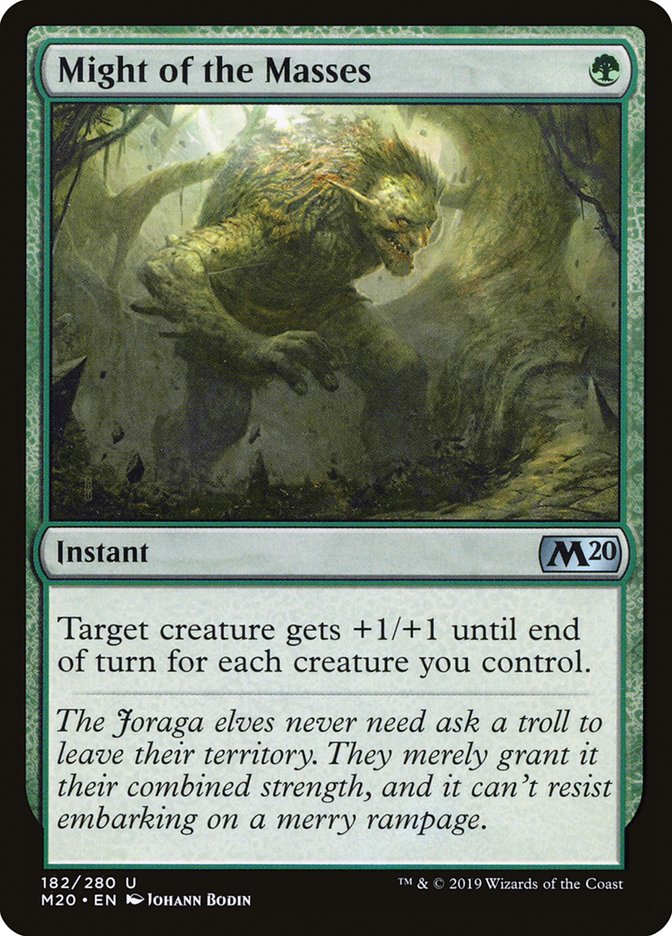 Might of the Masses
Instant
M20
Target creature gets +1/+1 until end
of turn for each creature you control.
The Joraga elves never need ask a troll to
leave their territory. They merely grant it
their combined strength, and it can't resist
embarking on a merry rampage.
182/280 U
M20 • EN Johann Bodin
™ & © 2019 Wizards of the Coast